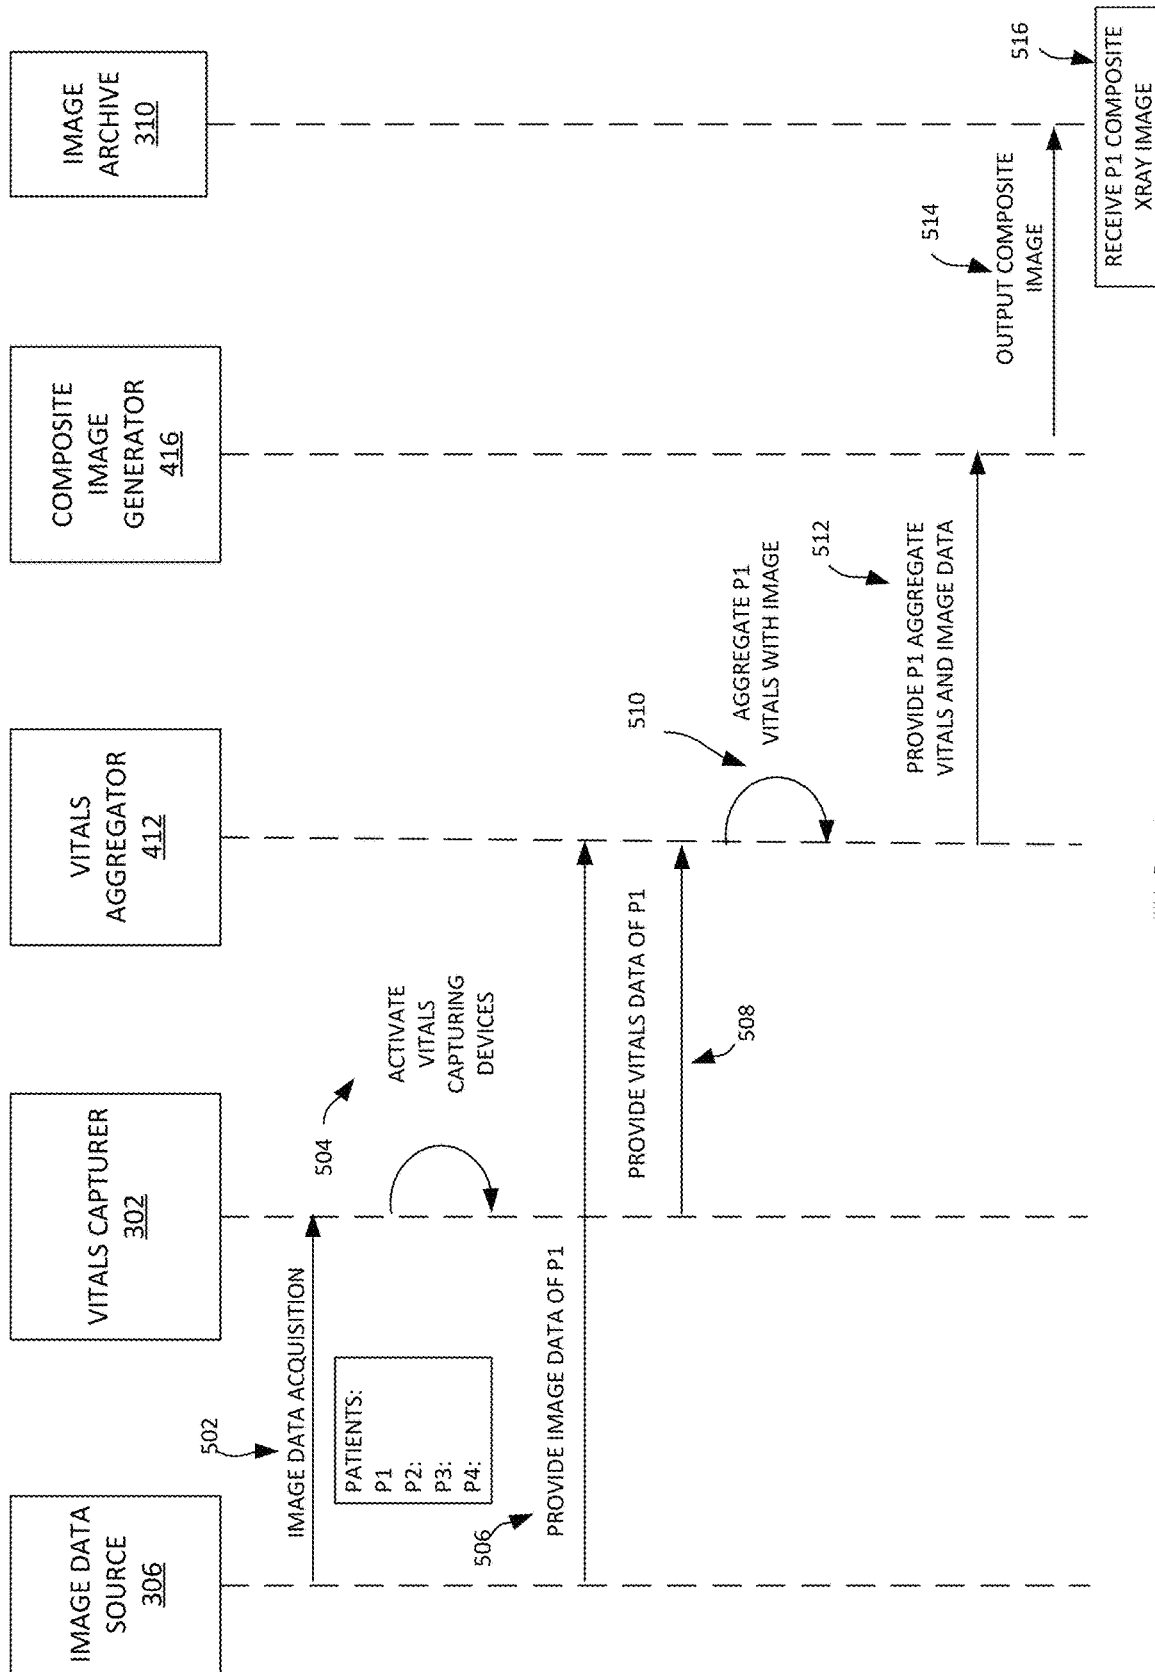 IMAGE DATA
SOURCE
306
VITALS CAPTURER
302
VITALS
AGGREGATOR
412
COMPOSITE
IMAGE
GENERATOR
416
IMAGE
ARCHIVE
310
502
IMAGE DATA ACQUISITION
PATIENTS:
P1
P2:
P3:
P4:
504
ACTIVATE
VITALS
CAPTURING
DEVICES
506
PROVIDE IMAGE DATA OF P1
PROVIDE VITALS DATA OF P1
508
510
AGGREGATE P1
VITALS WITH IMAGE
512
PROVIDE P1 AGGREGATE
VITALS AND IMAGE DATA
514
OUTPUT COMPOSITE
IMAGE
516
RECEIVE P1 COMPOSITE
XRAY IMAGE